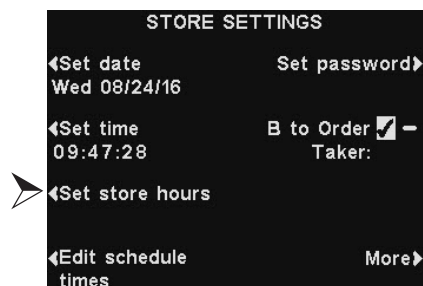 STORE SETTINGS
Set date
Wed 08/24/16
Set password
Set time
09:47:28
B to Order ✓ –
Taker:
Set store hours
Edit schedule
times
More